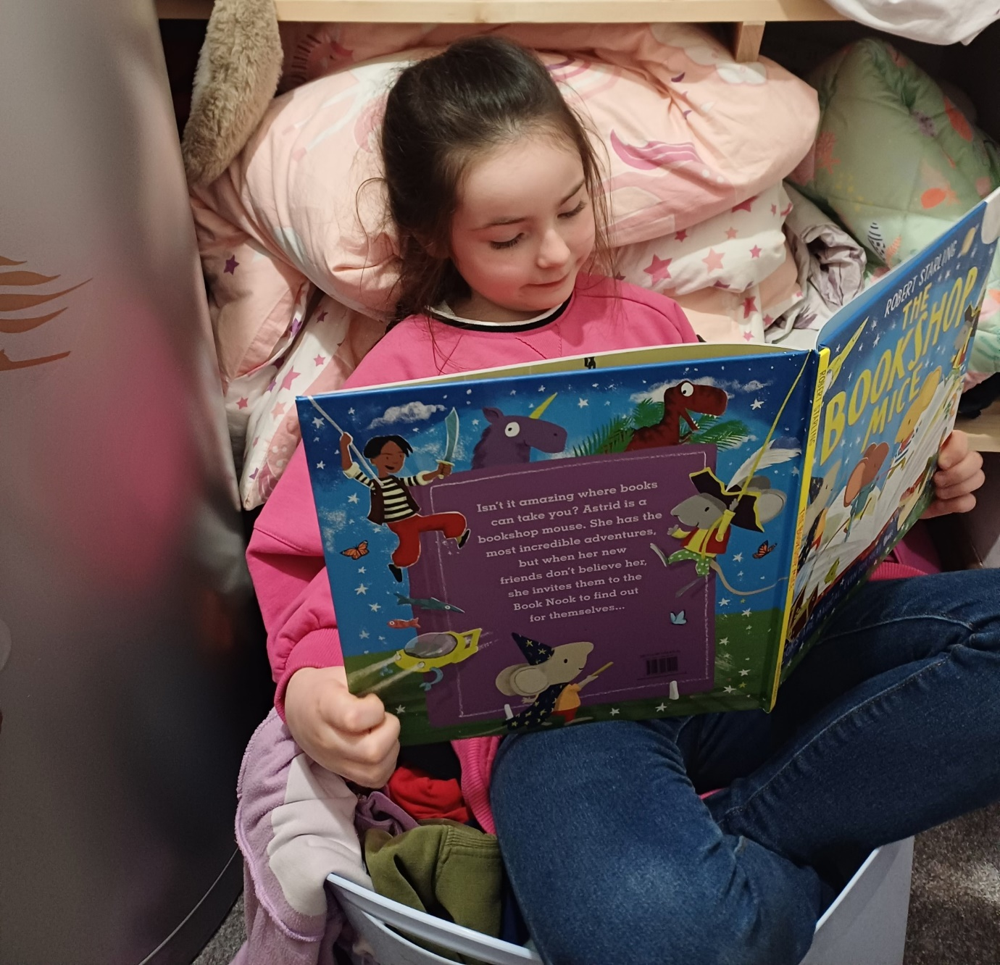 Isn't it amazing where books
can take you? Astrid is a
bookshop mouse. She has the
most incredible adventures,
but when her new
friends don't believe her,
she invites them to the
Book Nook to find out
for themselves...
ROBERT STARLING
THE
BOOKSHOP
MICE
ROBERT STARLING